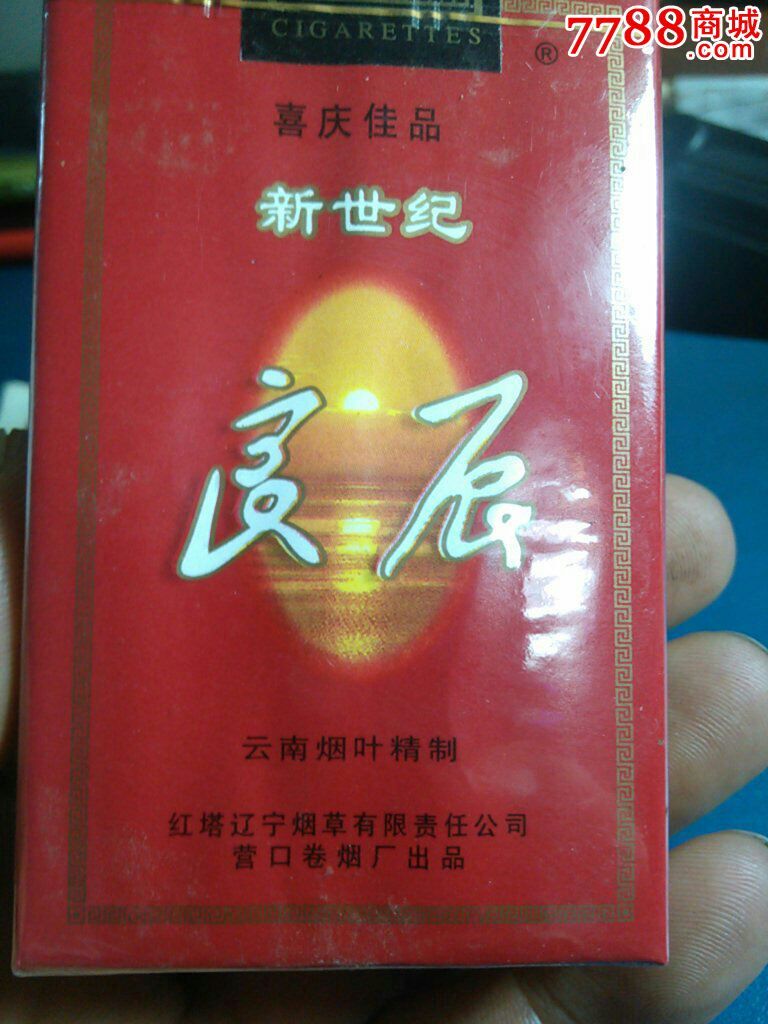 7788商城
.com
CIGARETTES
®
喜庆佳品
新世纪
良辰
云南烟叶精制
红塔辽宁烟草有限责任公司
营口卷烟厂出品